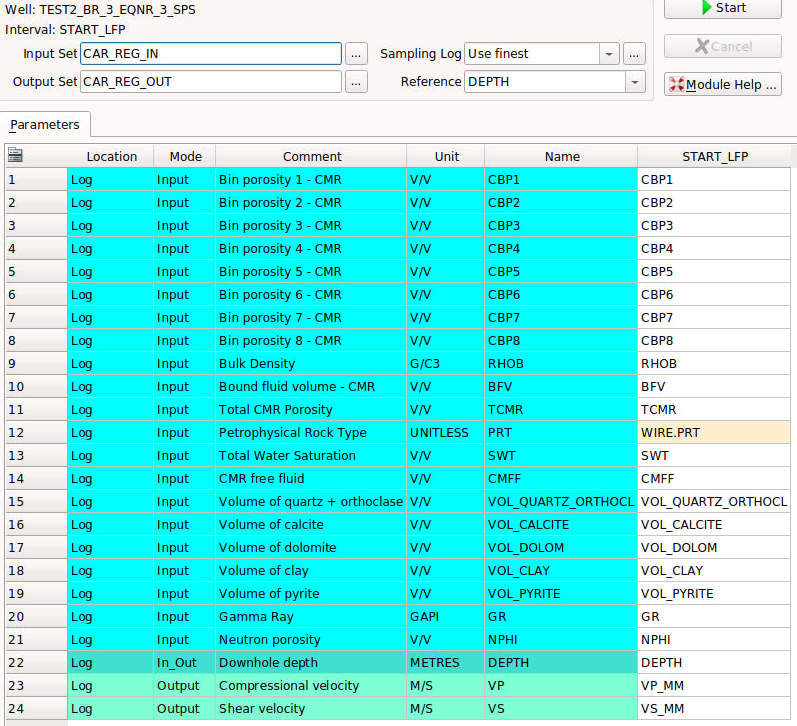 Well: TEST2_BR_3_EQNR_3_SPS
Start
Interval: START_LFP
Input Set CAR_REG_IN ... Sampling Log Use finest ... Cancel
Output Set CAR_REG_OUT ... Reference DEPTH Module Help ...
Parameters
Location Mode Comment Unit Name START_LFP
1 Log Input Bin porosity 1 - CMR V/V CBP1 CBP1
2 Log Input Bin porosity 2 - CMR V/V CBP2 CBP2
3 Log Input Bin porosity 3 - CMR V/V CBP3 CBP3
4 Log Input Bin porosity 4 - CMR V/V CBP4 CBP4
5 Log Input Bin porosity 5 - CMR V/V CBP5 CBP5
6 Log Input Bin porosity 6 - CMR V/V CBP6 CBP6
7 Log Input Bin porosity 7 - CMR V/V CBP7 CBP7
8 Log Input Bin porosity 8 - CMR V/V CBP8 CBP8
9 Log Input Bulk Density G/C3 RHOB RHOB
10 Log Input Bound fluid volume - CMR V/V BFV BFV
11 Log Input Total CMR Porosity V/V TCMR TCMR
12 Log Input Petrophysical Rock Type UNITLESS PRT WIRE.PRT
13 Log Input Total Water Saturation V/V SWT SWT
14 Log Input CMR free fluid V/V CMFF CMFF
15 Log Input Volume of quartz + orthoclase V/V VOL_QUARTZ_ORTHOCL VOL_QUARTZ_ORTHOCL
16 Log Input Volume of calcite V/V VOL_CALCITE VOL_CALCITE
17 Log Input Volume of dolomite V/V VOL_DOLOM VOL_DOLOM
18 Log Input Volume of clay V/V VOL_CLAY VOL_CLAY
19 Log Input Volume of pyrite V/V VOL_PYRITE VOL_PYRITE
20 Log Input Gamma Ray GAPI GR GR
21 Log Input Neutron porosity V/V NPHI NPHI
22 Log In_Out Downhole depth METRES DEPTH DEPTH
23 Log Output Compressional velocity M/S VP VP_MM
24 Log Output Shear velocity M/S VS VS_MM